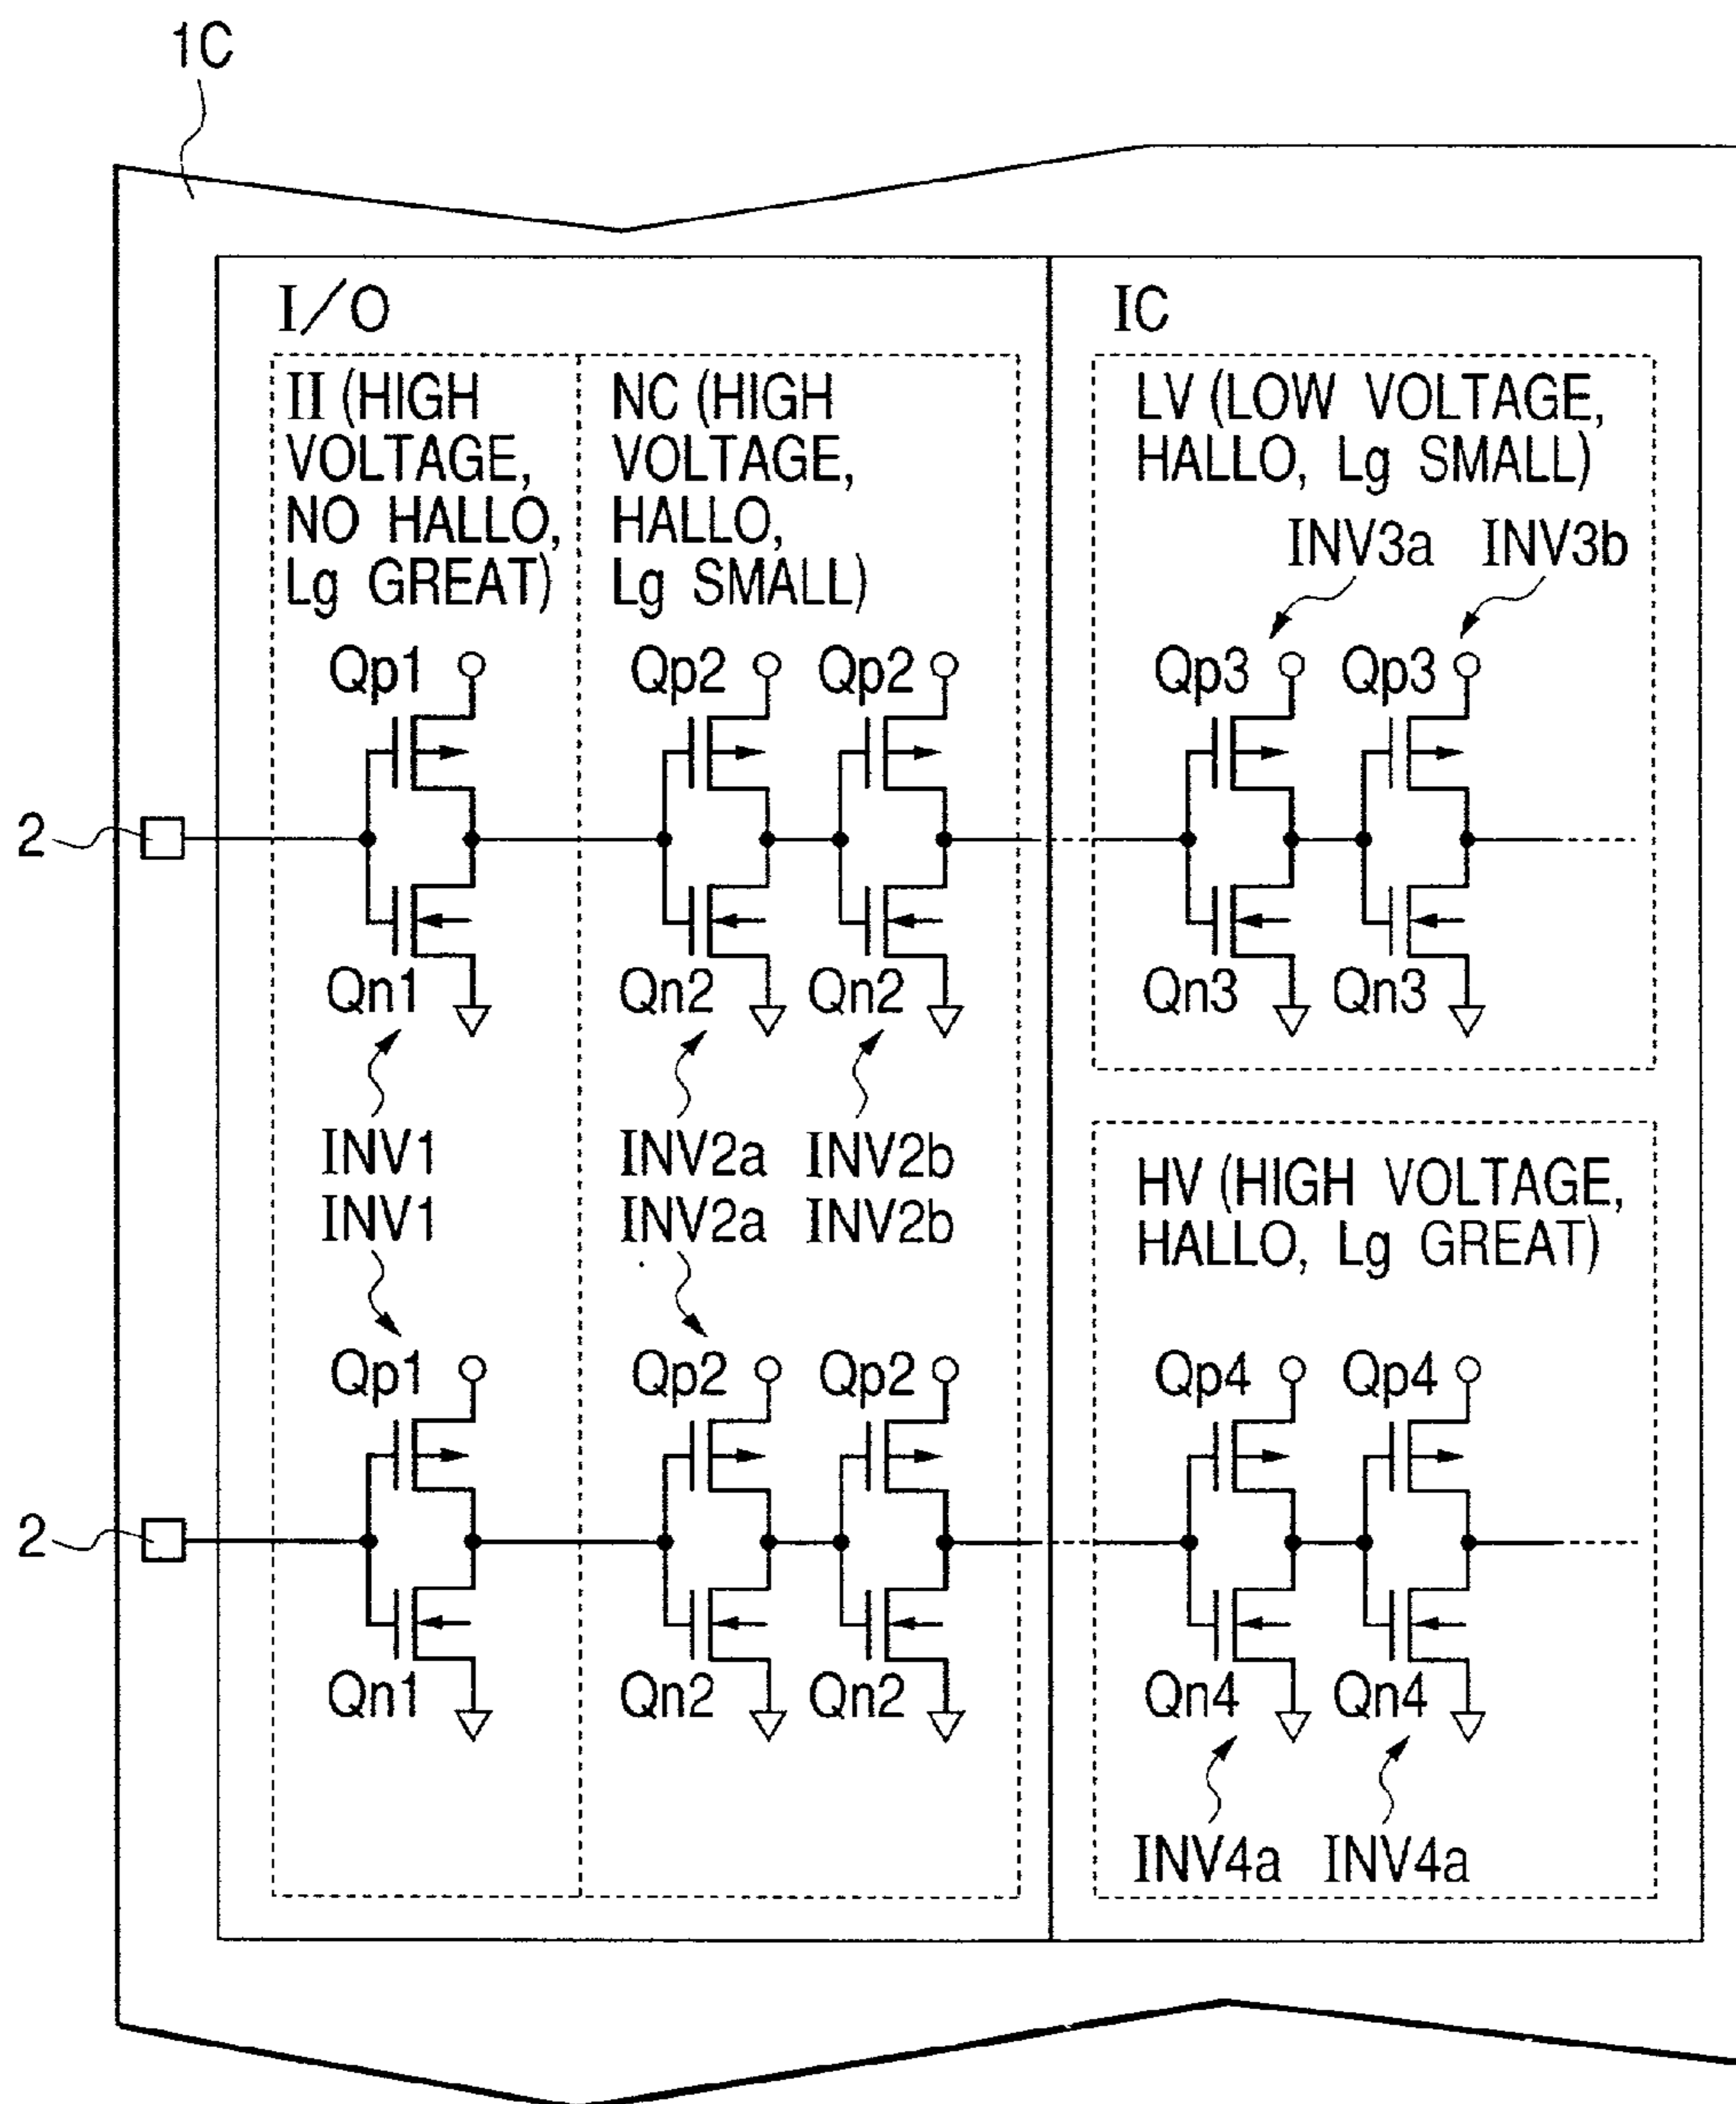 1C
I/O
IC
II (HIGH
VOLTAGE,
NO HALLO,
Lg GREAT)
NC (HIGH
VOLTAGE,
HALLO,
Lg SMALL)
LV (LOW VOLTAGE,
HALLO, Lg SMALL)
INV3a INV3b
Qp1 Qp2 Qp2 Qp3 Qp3
2
Qn1 Qn2 Qn2 Qn3 Qn3
INV1 INV2a INV2b
INV1 INV2a INV2b
HV (HIGH VOLTAGE,
HALLO, Lg GREAT)
Qp1 Qp2 Qp2 Qp4 Qp4
2
Qn1 Qn2 Qn2 Qn4 Qn4
INV4a INV4a